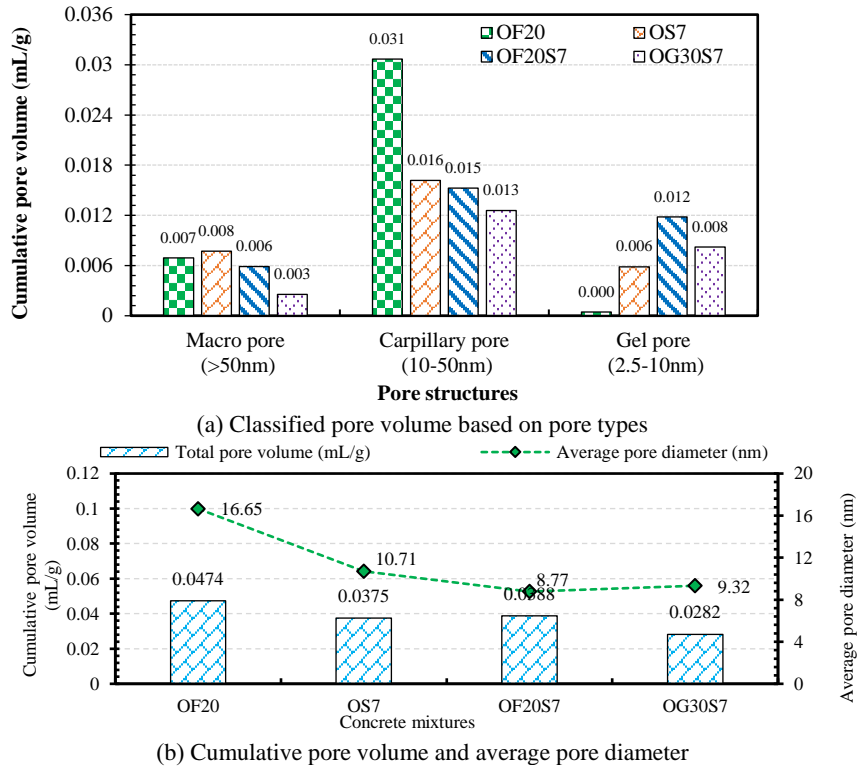 0.036
0.03
0.024
0.018
0.012
0.006
0
Cumulative pore volume (mL/g)
OF20
OS7
OF20S7
OG30S7
0.007
0.008
0.006
0.003
0.031
0.016
0.015
0.013
0.000
0.006
0.012
0.008
Macro pore
(>50nm)
Carpillary pore
(10-50nm)
Gel pore
(2.5-10nm)
Pore structures
(a) Classified pore volume based on pore types
Total pore volume (mL/g)
Average pore diameter (nm)
0.12
0.1
0.08
0.06
0.04
0.02
0
Cumulative pore volume
(mL/g)
16.65
10.71
8.77
9.32
0.0474
0.0375
0.0388
0.0282
20
16
12
8
4
0
Average pore diameter (nm)
OF20
OS7
OF20S7
OG30S7
Concrete mixtures
(b) Cumulative pore volume and average pore diameter